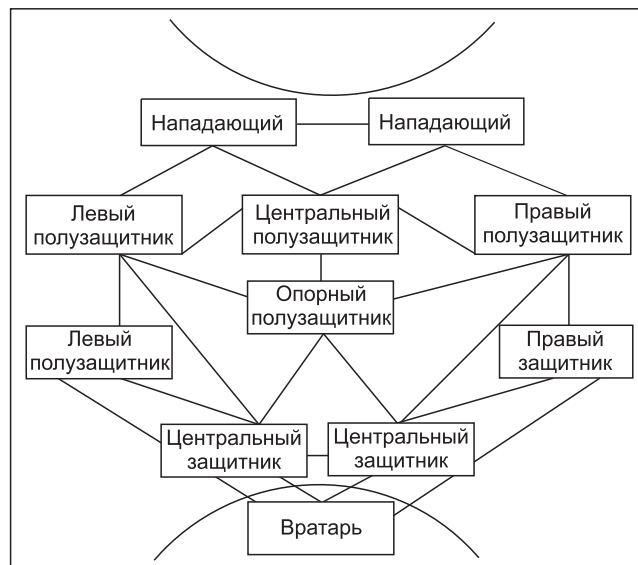 Нападающий
Нападающий
Левый
полузащитник
Центральный
полузащитник
Правый
полузащитник
Опорный
полузащитник
Левый
полузащитник
Правый
защитник
Центральный
защитник
Центральный
защитник
Вратарь